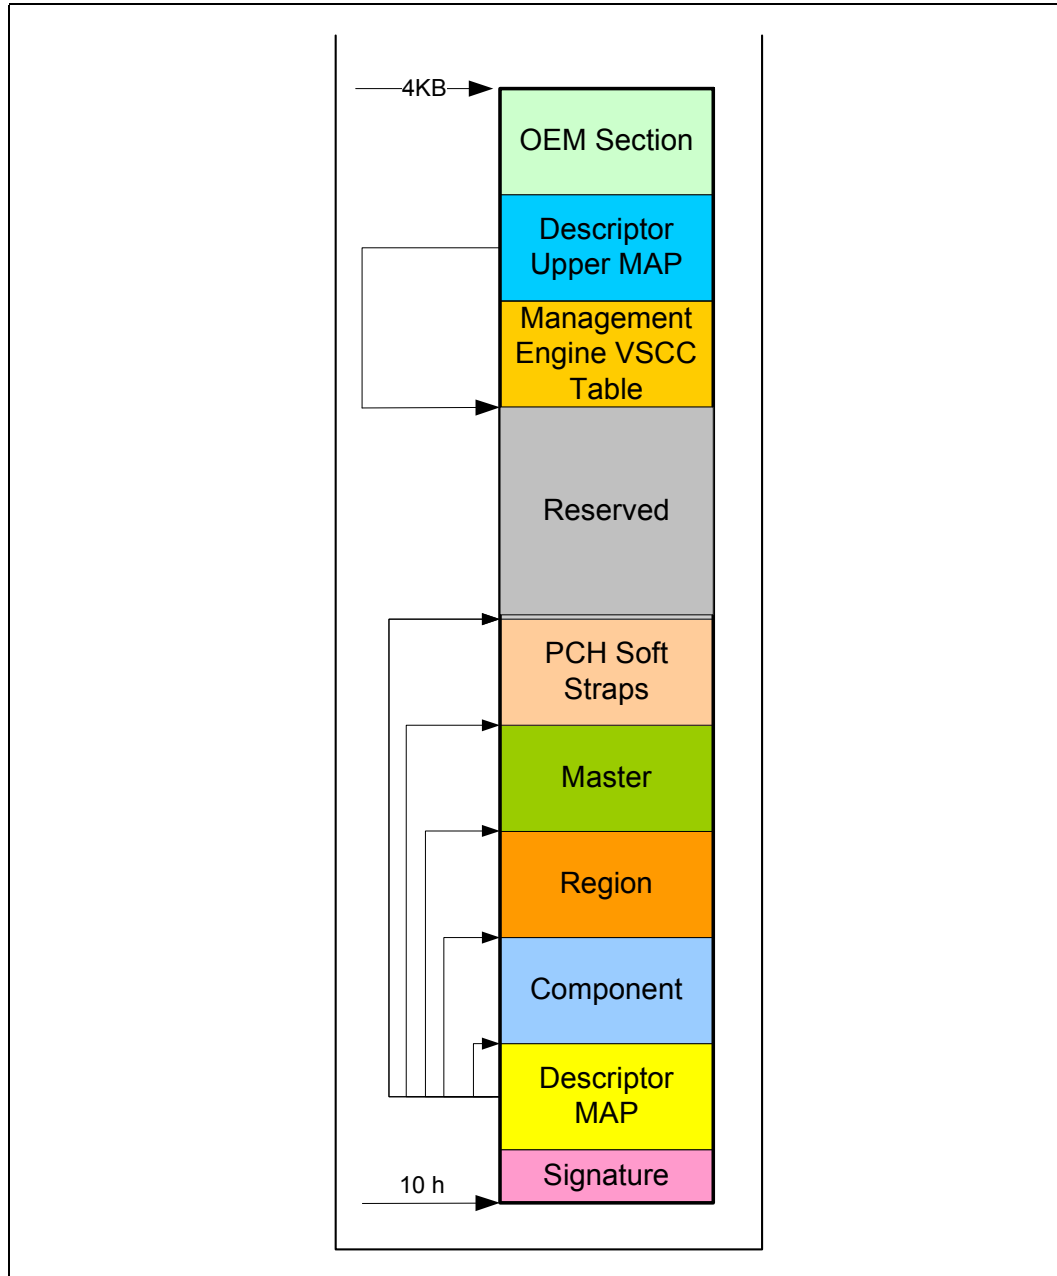 4KB
OEM Section
Descriptor
Upper MAP
Management
Engine VSCC
Table
Reserved
PCH Soft
Straps
Master
Region
Component
Descriptor
MAP
Signature
10 h